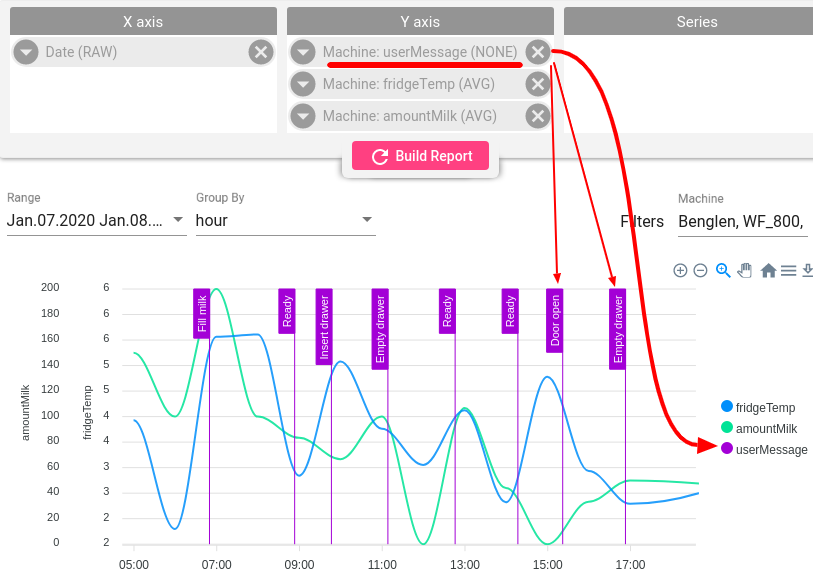 X axis
Y axis
Series
Date (RAW)
Machine: userMessage (NONE)
Machine: fridgeTemp (AVG)
Machine: amountMilk (AVG)
Build Report
Range
Group By
Machine
Jan.07.2020 Jan.08....
hour
Filters
Benglen, WF_800,
200
180
160
140
120
100
80
60
40
20
0
amountMilk
6
6
6
5
5
4
4
3
3
2
2
fridgeTemp
Fill milk
Ready
Insert drawer
Empty drawer
Ready
Ready
Door open
Empty drawer
fridgeTemp
amountMilk
userMessage
05:00
07:00
09:00
11:00
13:00
15:00
17:00